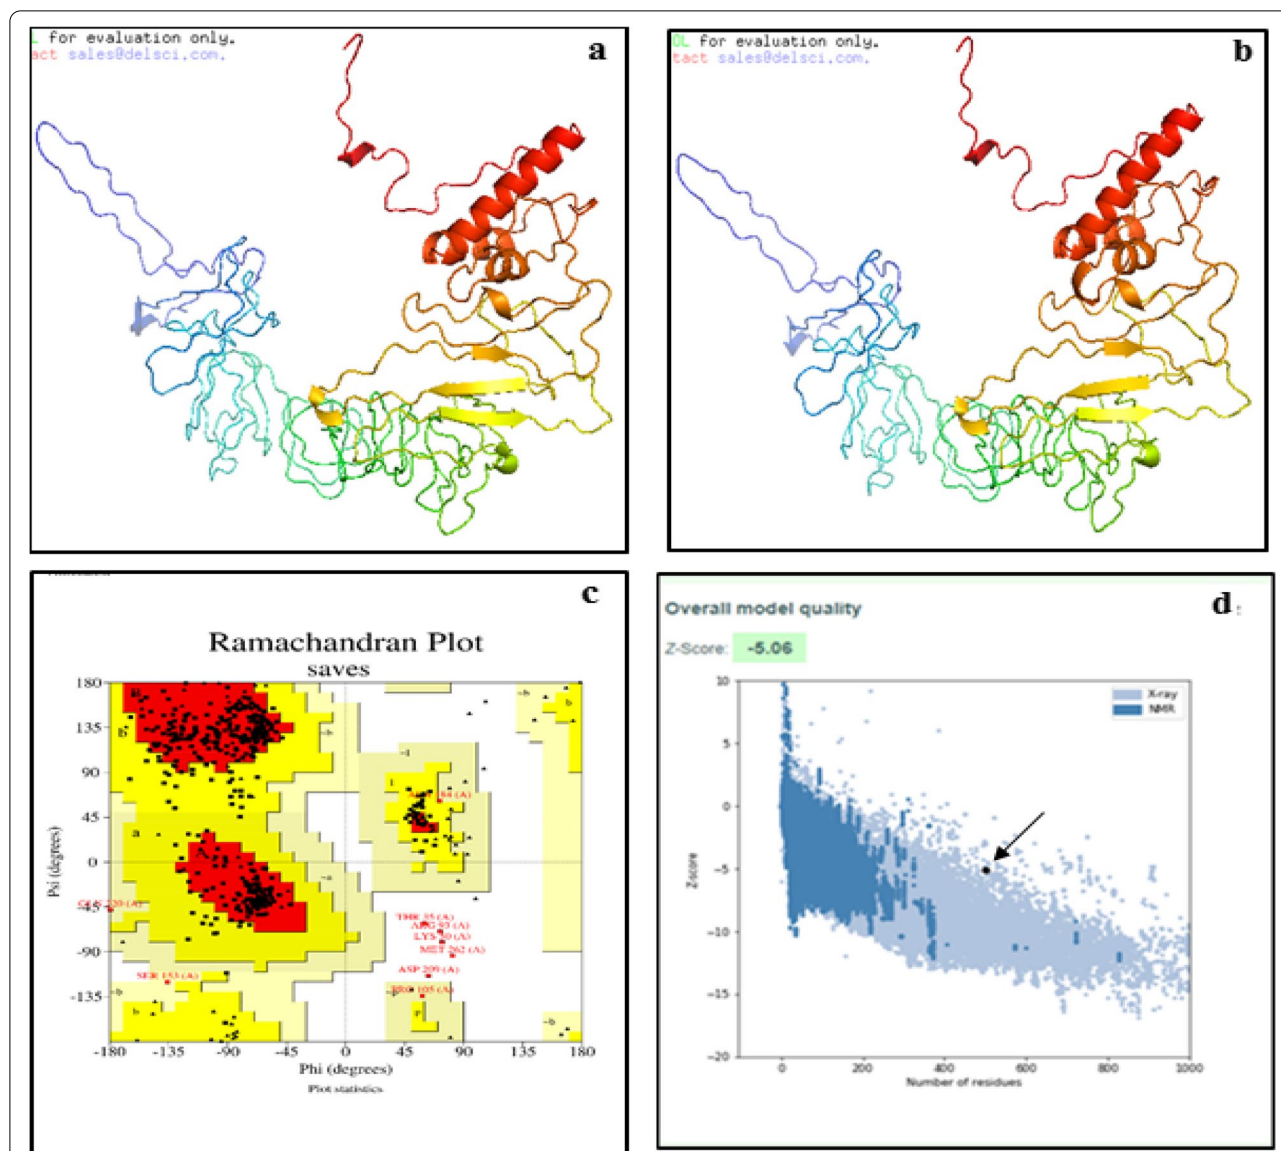 L for evaluation only.
act sales@delsci.com.
a
OL for evaluation only.
tact sales@delsci.com.
b
c
Ramachandran Plot
saves
180
135
90
45
0
-45
-90
-135
-180 -135 -90 -45 0 45 90 135 180
Psi (degrees)
Phi (degrees)
Plot statistics
B
b
a
~a
~b
l
~l
~b
b
THR 35 (A)
ARG 93 (A)
MET 262 (A)
ASP 209 (A)
SER 153 (A)
~b
b
p
~b
d
Overall model quality
Z-Score: -5.06
X-ray
NMR
10
5
0
-5
-10
-15
-20
0 200 400 600 800 1000
Z-score
Number of residues